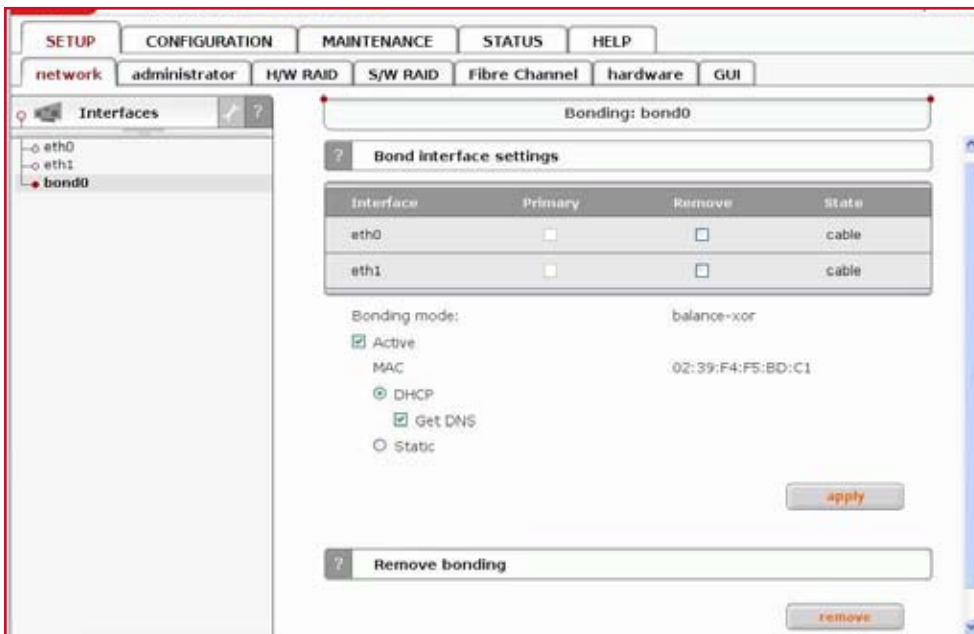 SETUP CONFIGURATION MAINTENANCE STATUS HELP
network administrator H/W RAID S/W RAID Fibre Channel hardware GUI
Interfaces ?
eth0
eth1
bond0
Bonding: bond0
? Bond interface settings
Interface Primary Remove State
eth0 cable
eth1 cable
Bonding mode: balance-xor
Active
MAC 02:39:F4:F5:BD:C1
DHCP
Get DNS
Static
apply
? Remove bonding
remove